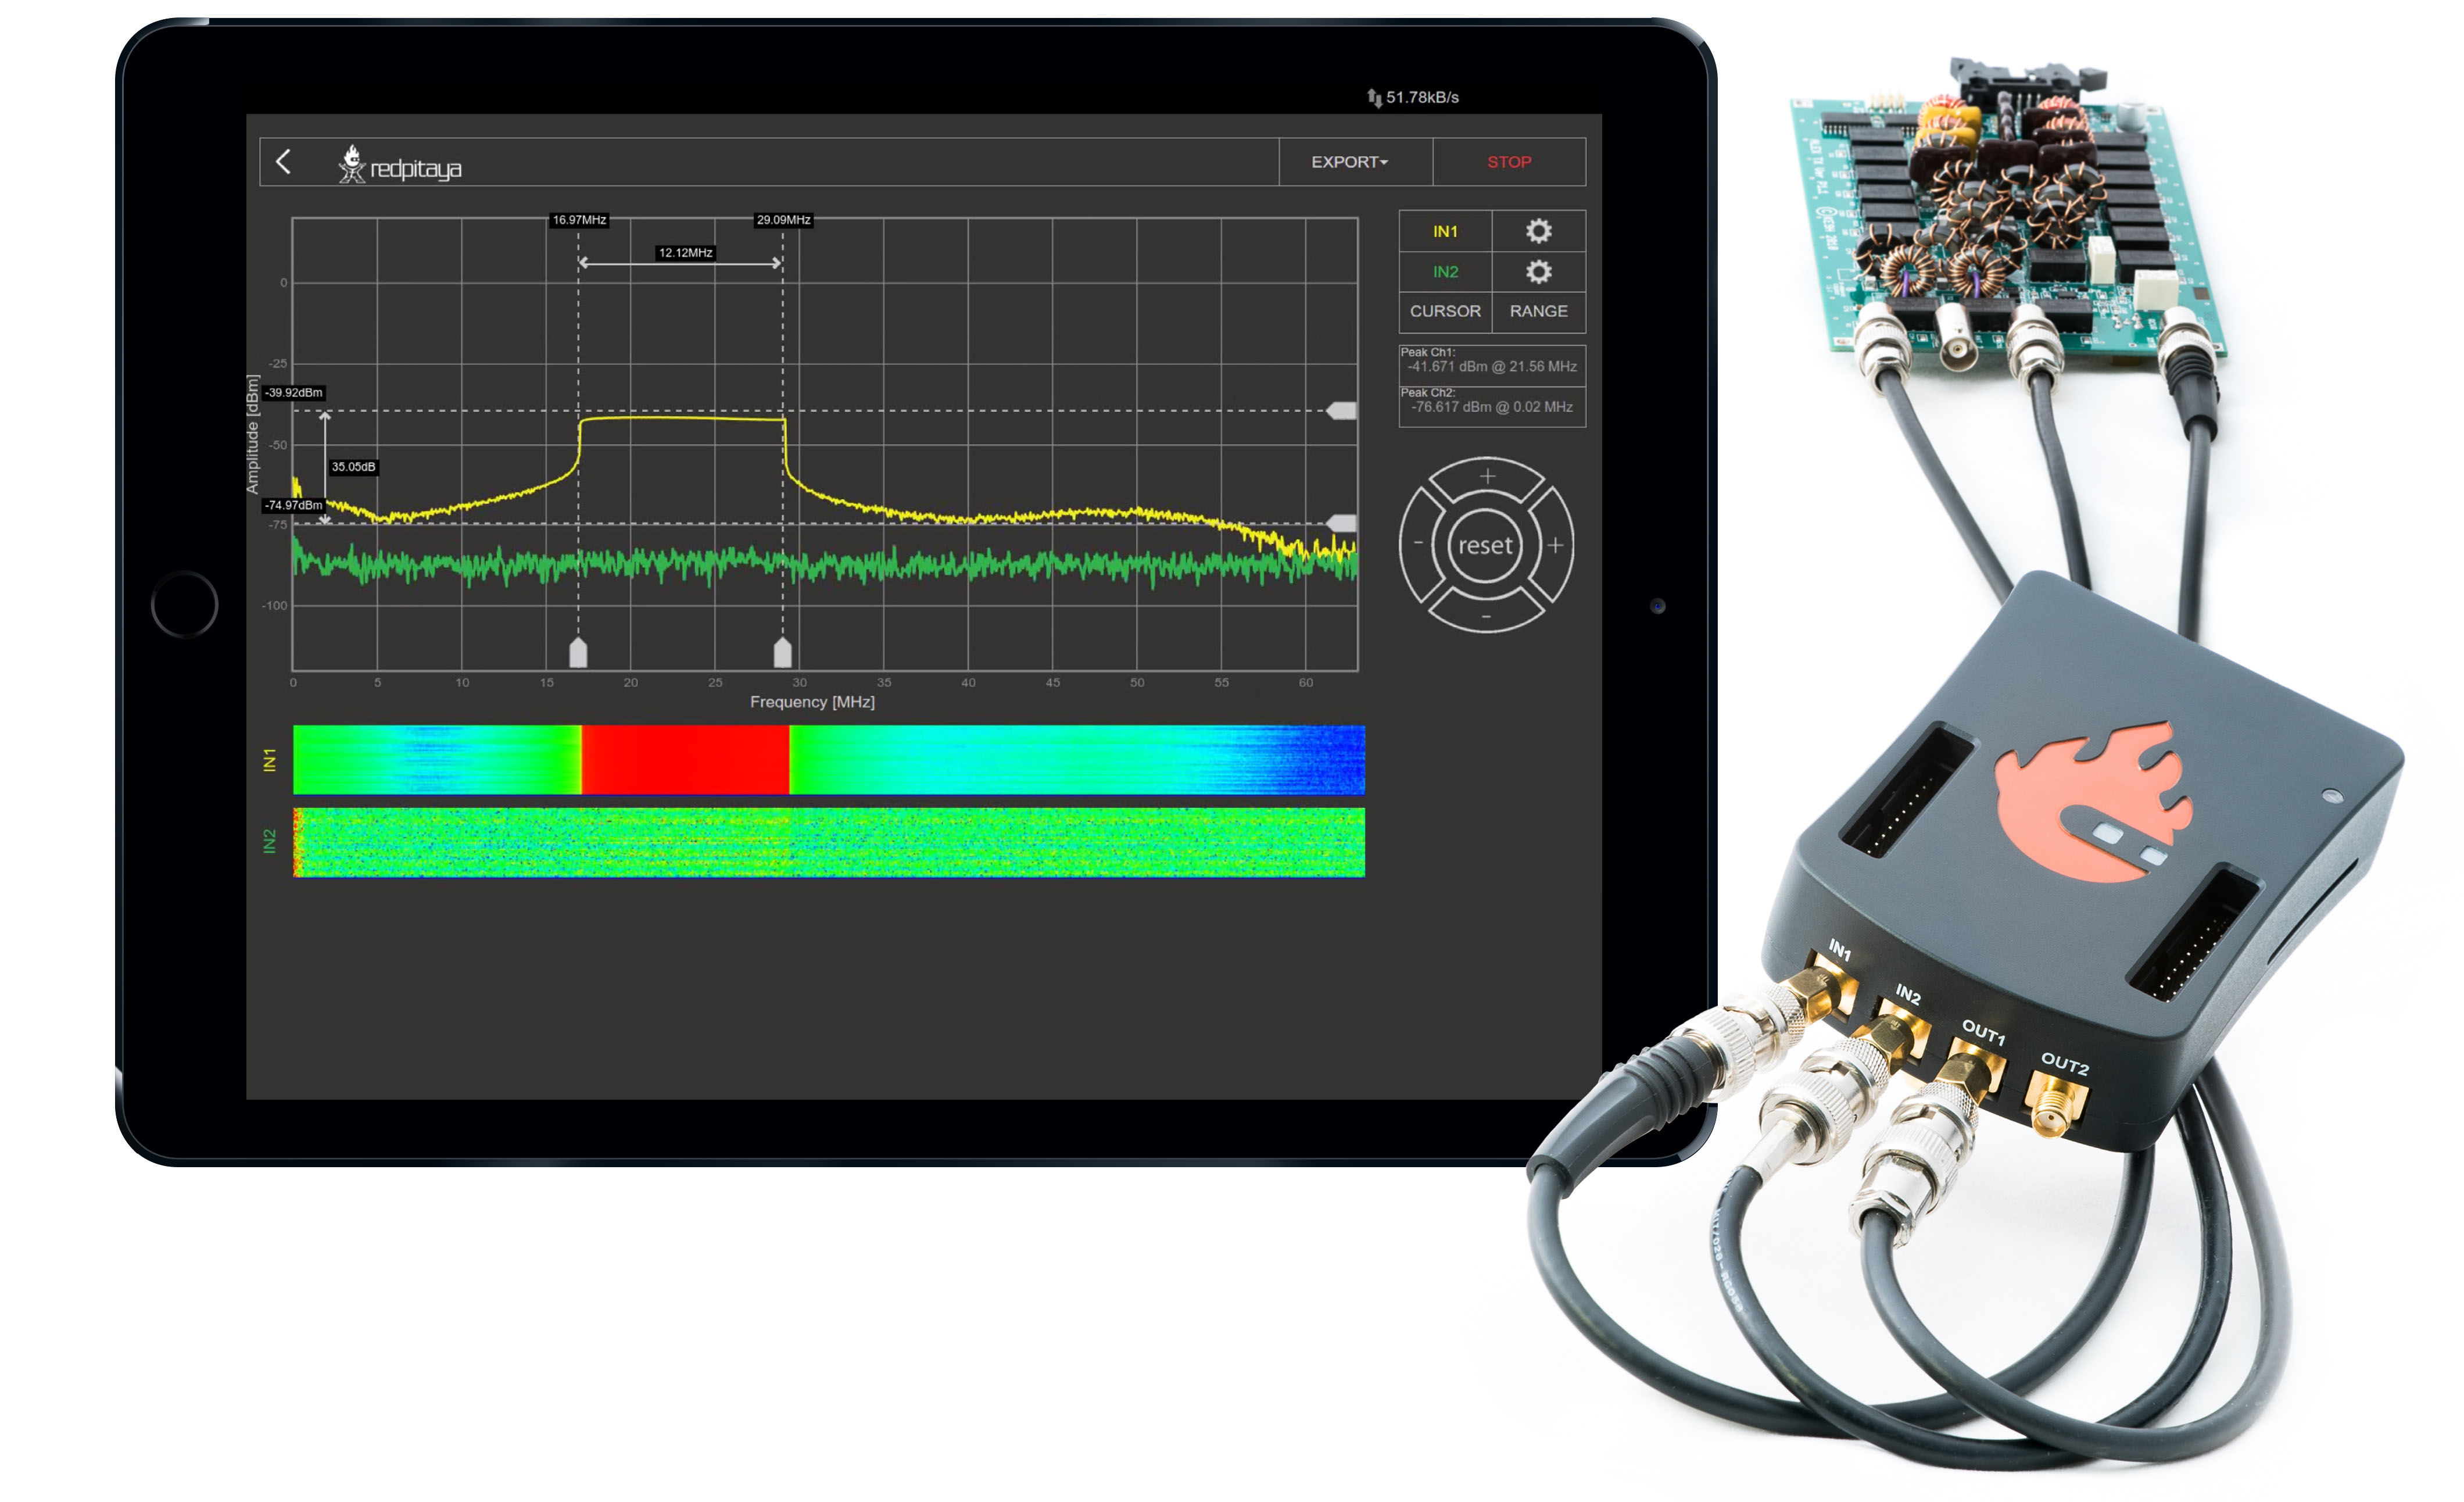 51.78kB/s
redpitaya
EXPORT
STOP
16.97MHz
29.09MHz
12.12MHz
IN1
IN2
CURSOR
RANGE
Peak Ch1:
-41.671 dBm @ 21.56 MHz
Peak Ch2:
-76.617 dBm @ 0.02 MHz
+
-
reset
+
-
0
-25
-50
-75
-100
Amplitude [dBm]
-39.92dBm
35.05dB
-74.97dBm
0 5 10 15 20 25 30 35 40 45 50 55 60
Frequency [MHz]
IN1
IN2
IN1
IN2
OUT1
OUT2